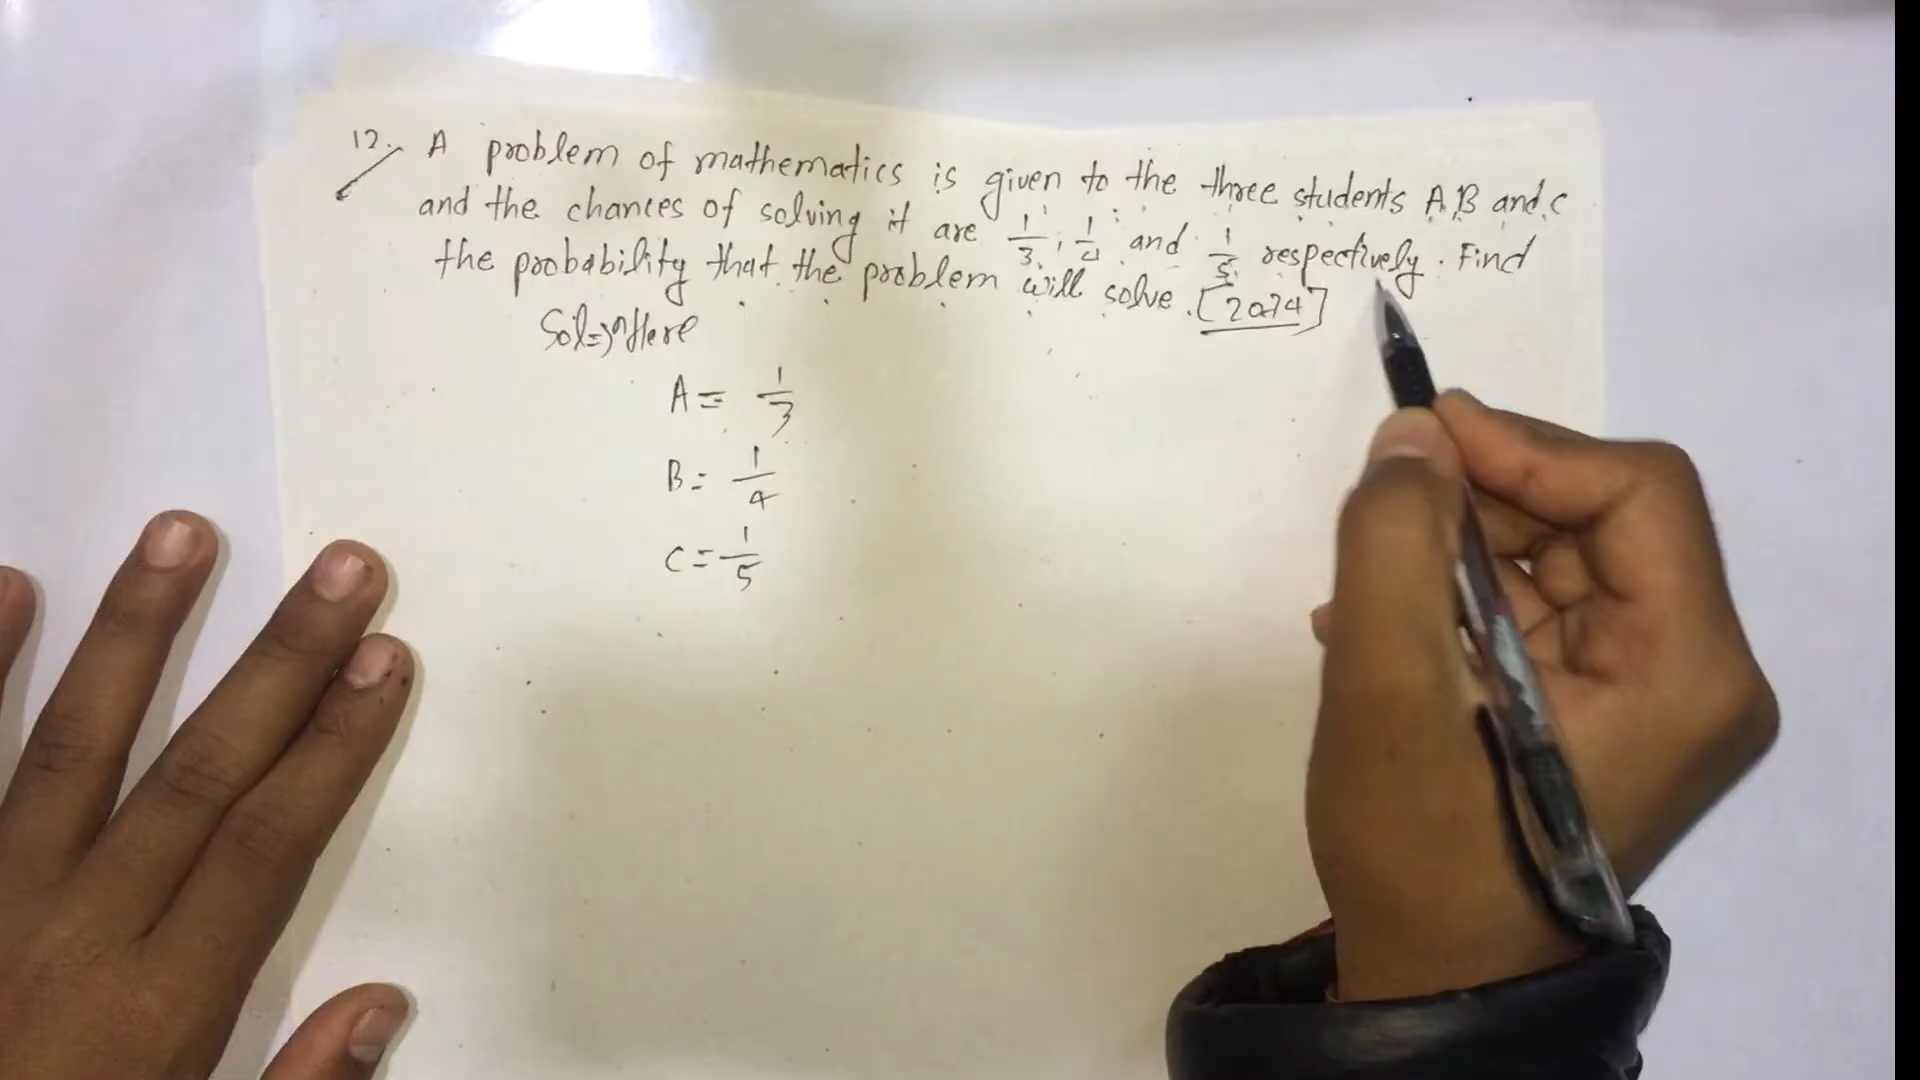 12. A problem of mathematics is given to the three students A, B and C
and the chances of solving it are 1/3, 1/4 and 1/5 respectively. Find
the probability that the problem will solve. [2074]
Sol=>n Here
A = 1/3
B = 1/4
C = 1/5